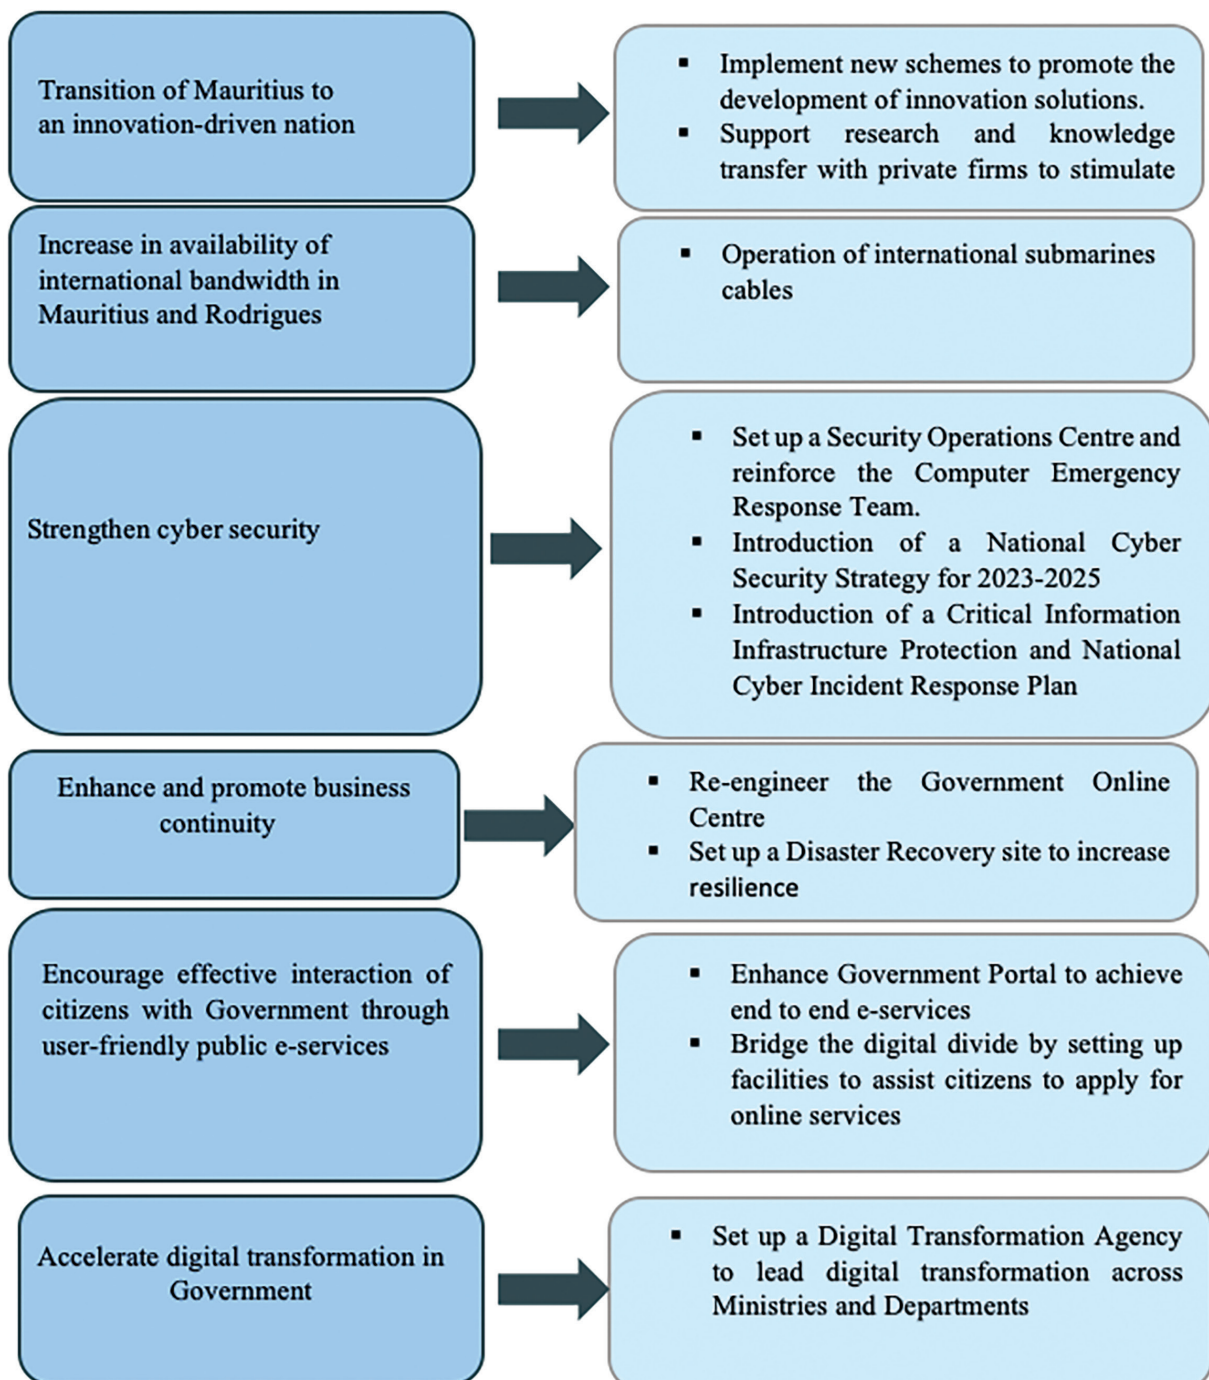 Transition of Mauritius to
an innovation-driven nation
▪ Implement new schemes to promote the
development of innovation solutions.
▪ Support research and knowledge
transfer with private firms to stimulate
Increase in availability of
international bandwidth in
Mauritius and Rodrigues
▪ Operation of international submarines
cables
Strengthen cyber security
▪ Set up a Security Operations Centre and
reinforce the Computer Emergency
Response Team.
▪ Introduction of a National Cyber
Security Strategy for 2023-2025
▪ Introduction of a Critical Information
Infrastructure Protection and National
Cyber Incident Response Plan
Enhance and promote business
continuity
▪ Re-engineer the Government Online
Centre
▪ Set up a Disaster Recovery site to increase
resilience
Encourage effective interaction of
citizens with Government through
user-friendly public e-services
▪ Enhance Government Portal to achieve
end to end e-services
▪ Bridge the digital divide by setting up
facilities to assist citizens to apply for
online services
Accelerate digital transformation in
Government
▪ Set up a Digital Transformation Agency
to lead digital transformation across
Ministries and Departments